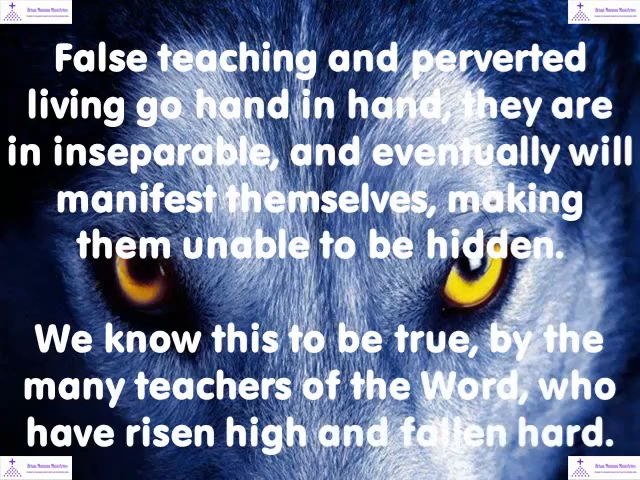 False teaching and perverted
living go hand in hand, they are
in inseparable, and eventually will
manifest themselves, making
them unable to be hidden.
We know this to be true, by the
many teachers of the Word, who
have risen high and fallen hard.